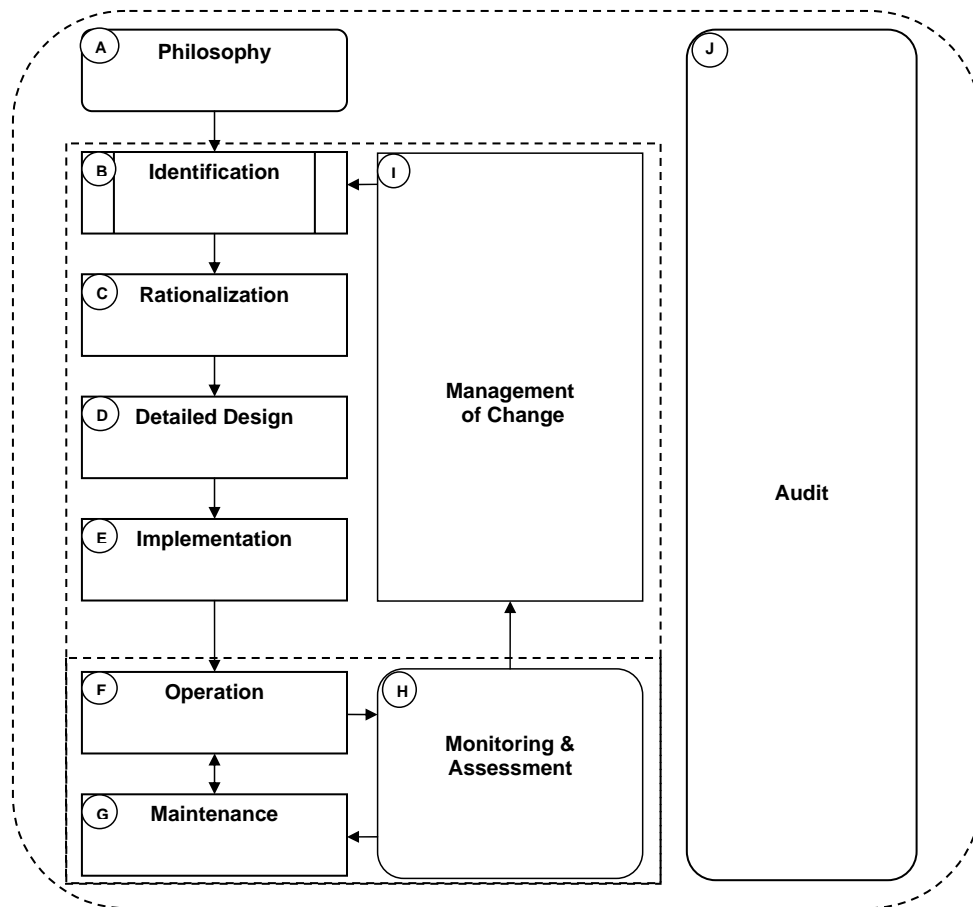 A
Philosophy
B
Identification
C
Rationalization
D
Detailed Design
E
Implementation
F
Operation
G
Maintenance
I
Management
of Change
H
Monitoring &
Assessment
J
Audit